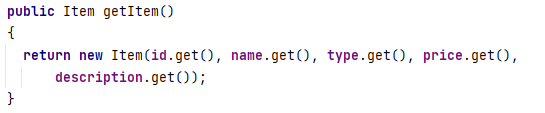 public Item getItem()
{
return new Item(id.get(), name.get(), type.get(), price.get(),
description.get());
}